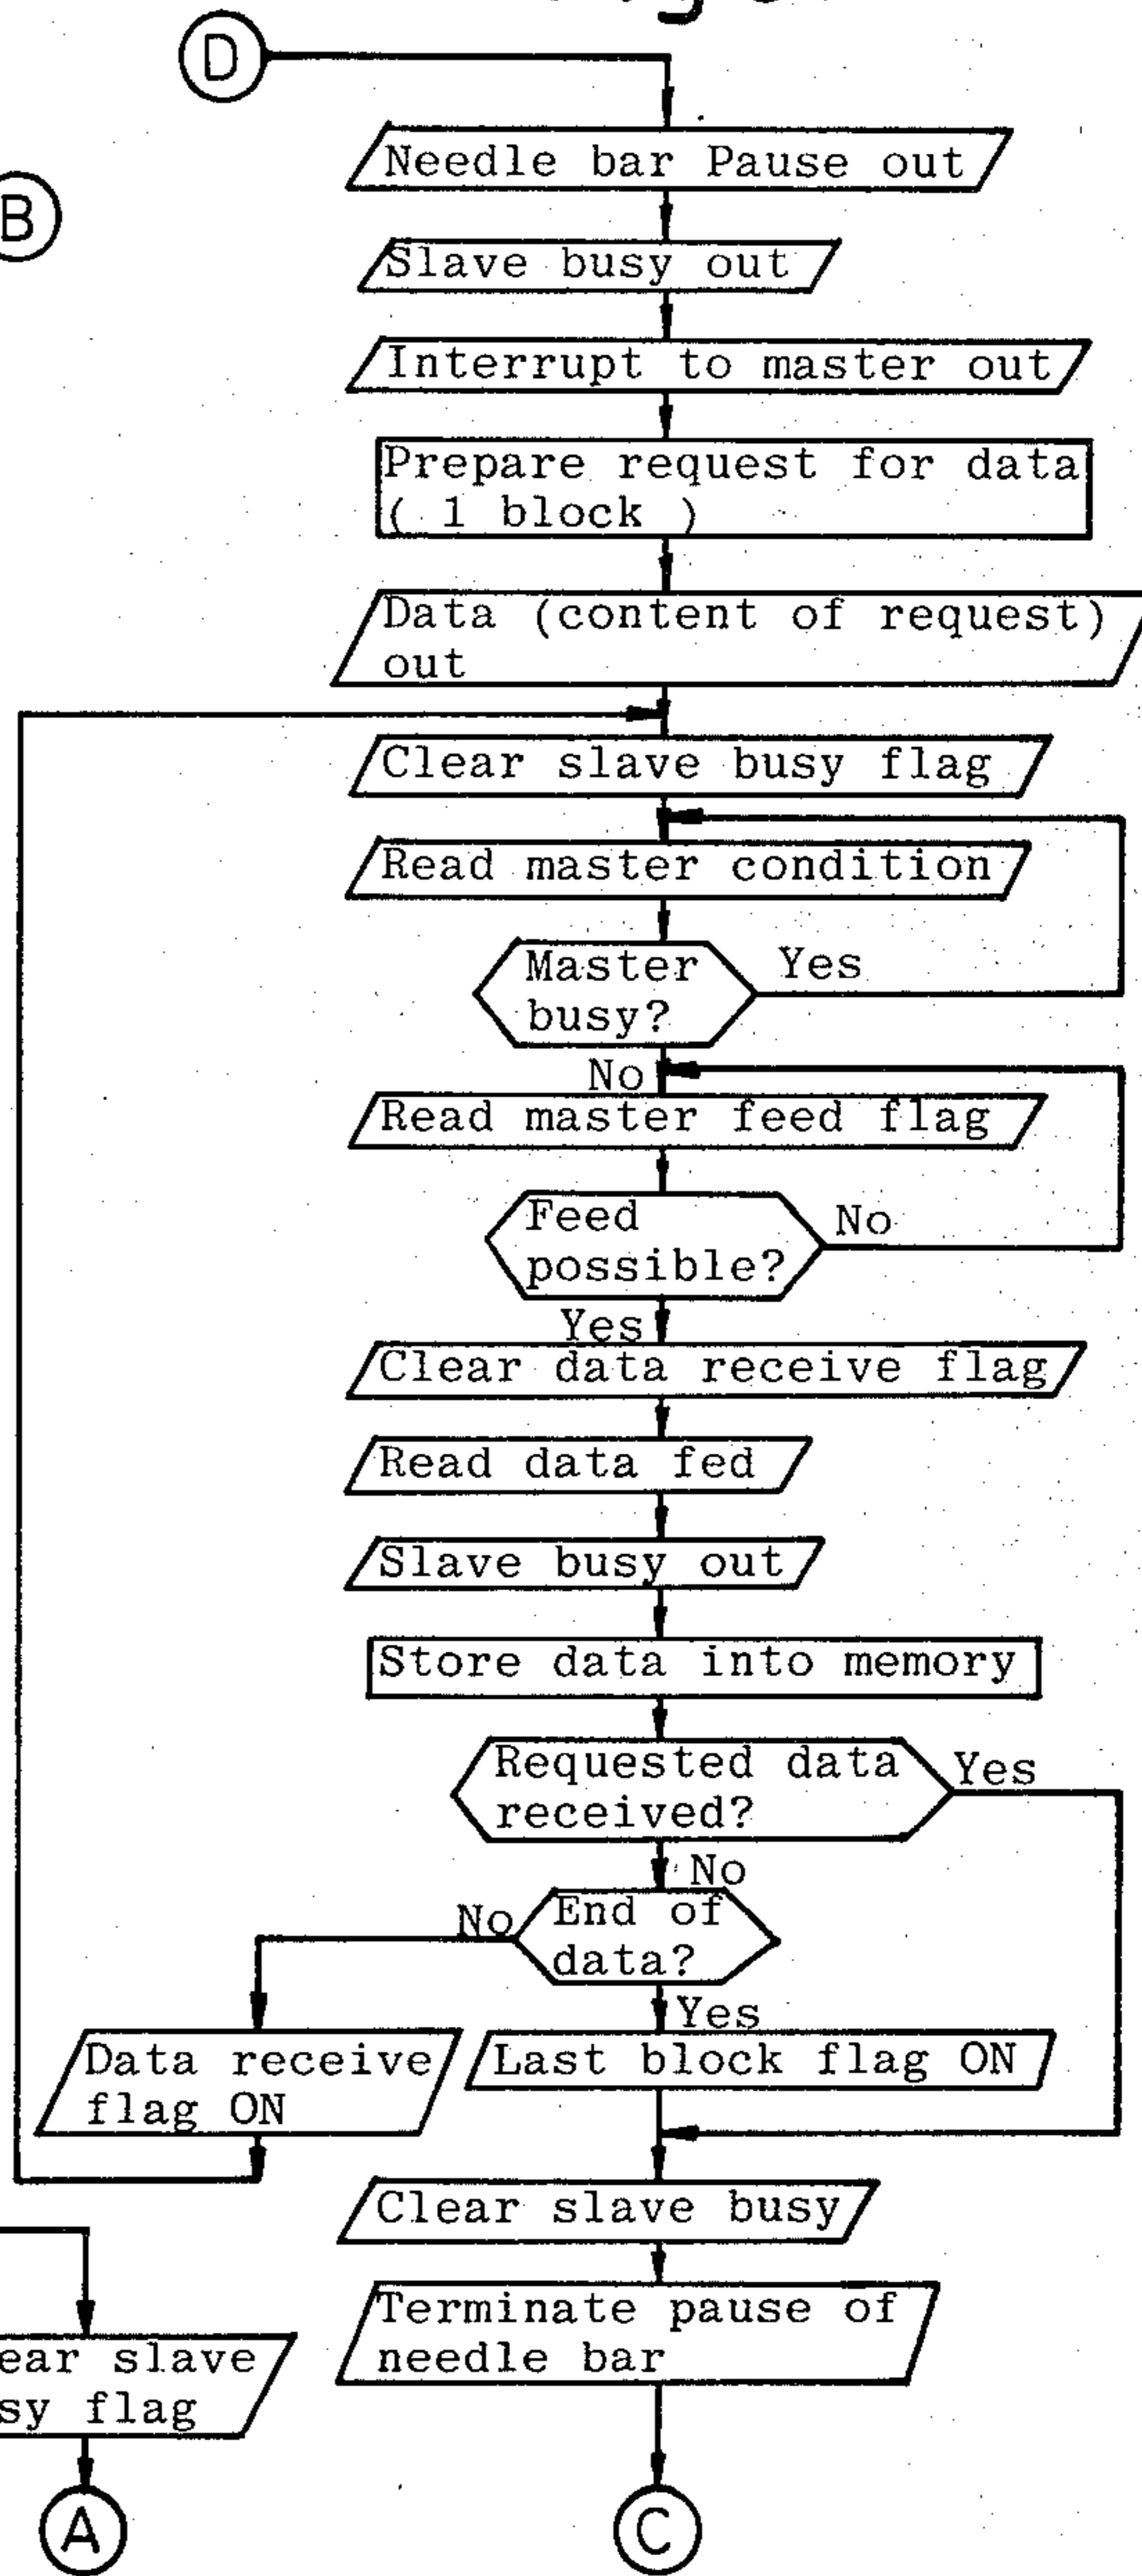 D
Needle bar Pause out
B
Slave busy out
Interrupt to master out
Prepare request for data
( 1 block )
Data (content of request)
out
Clear slave busy flag
Read master condition
Master
busy?
Yes
No
Read master feed flag
Feed
possible?
No
Yes
Clear data receive flag
Read data fed
Slave busy out
Store data into memory
Requested data
received?
Yes
No
End of
data?
No
Yes
Data receive
flag ON
Last block flag ON
Clear slave busy
Terminate pause of
needle bar
ear slave
sy flag
A
C